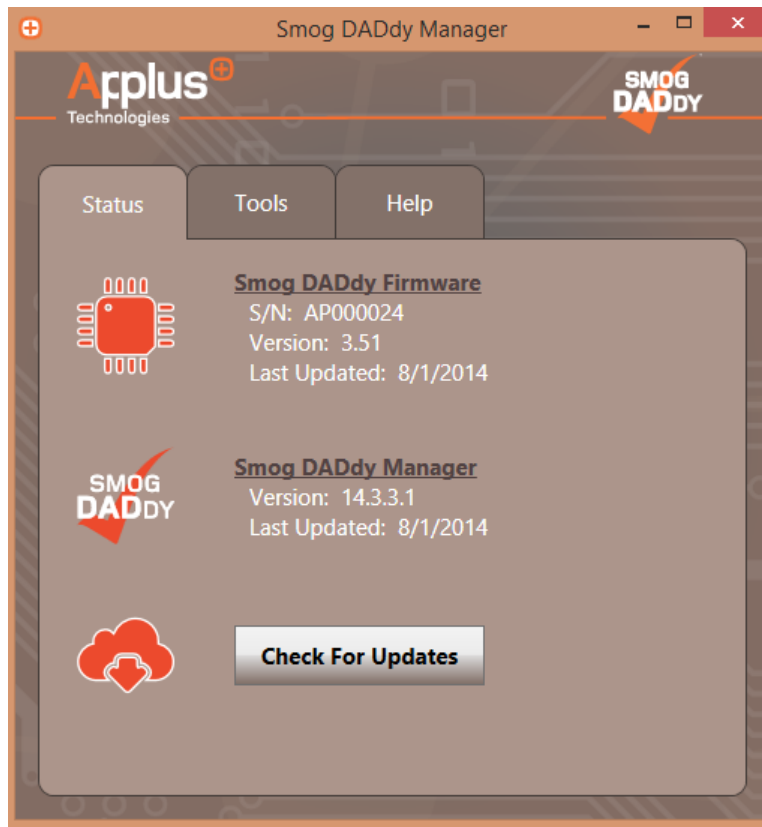 Smog DADdy Manager
Applus+
Technologies
SMOG
DADDY
Status
Tools
Help
Smog DADdy Firmware
S/N: AP000024
Version: 3.51
Last Updated: 8/1/2014
SMOG
DADDY
Smog DADdy Manager
Version: 14.3.3.1
Last Updated: 8/1/2014
Check For Updates